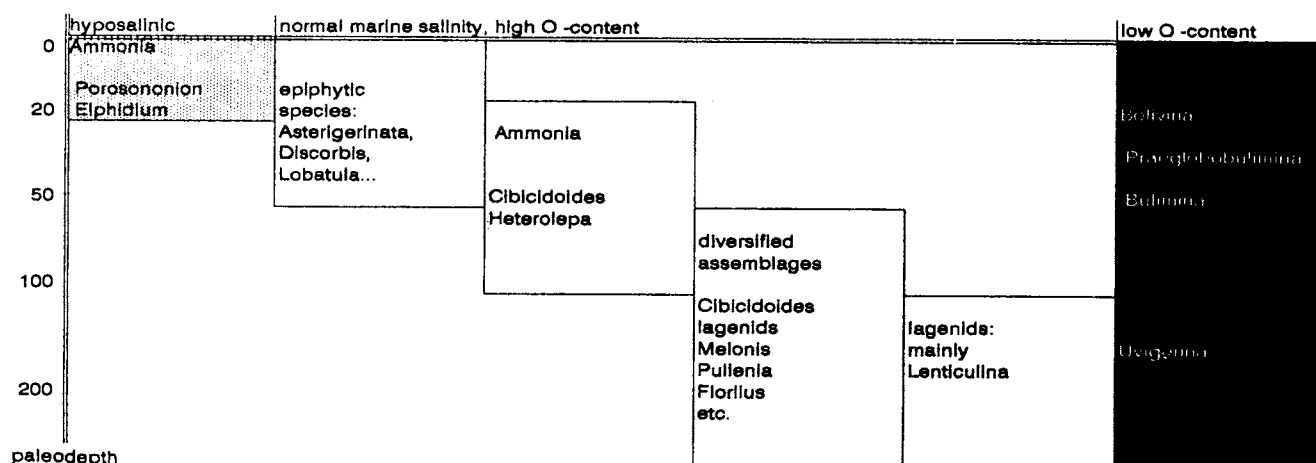 hyposalinic
normal marine salinity, high O -content
low O -content
0
20
50
100
200
paleodepth
Ammonia
Porosononion
Elphidium
epiphytic
species:
Asterigerinata,
Discorbis,
Lobatula...
Ammonia
Cibicidoides
Heterolepa
diversified
assemblages
Cibicidoides
lagenids
Melonis
Pullenia
Florilus
etc.
lagenids:
mainly
Lenticulina
Bolivina
Praeglobobulimina
Bulimina
Uvigerina